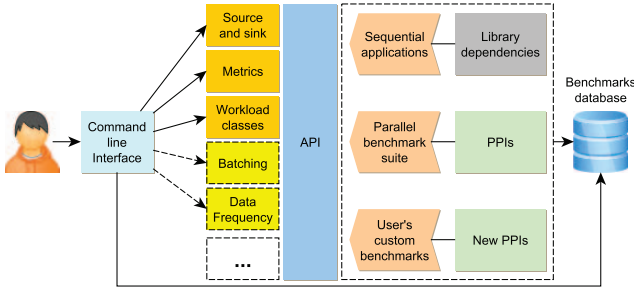 Command
line
Interface
Source
and sink
Metrics
Workload
classes
Batching
Data
Frequency
...
API
Sequential
applications
Library
dependencies
Parallel
benchmark
suite
PPIs
User's
custom
benchmarks
New PPIs
Benchmarks
database